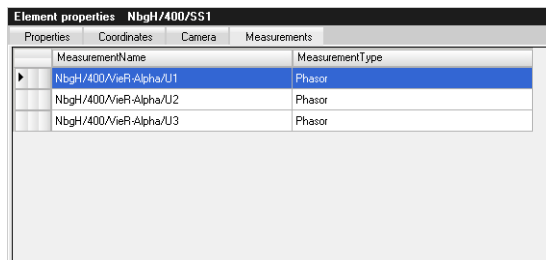 Element properties NbgH/400/SS1
Properties Coordinates Camera Measurements
MeasurementName MeasurementType
NbgH/400/VieR-Alpha/U1 Phasor
NbgH/400/VieR-Alpha/U2 Phasor
NbgH/400/VieR-Alpha/U3 Phasor